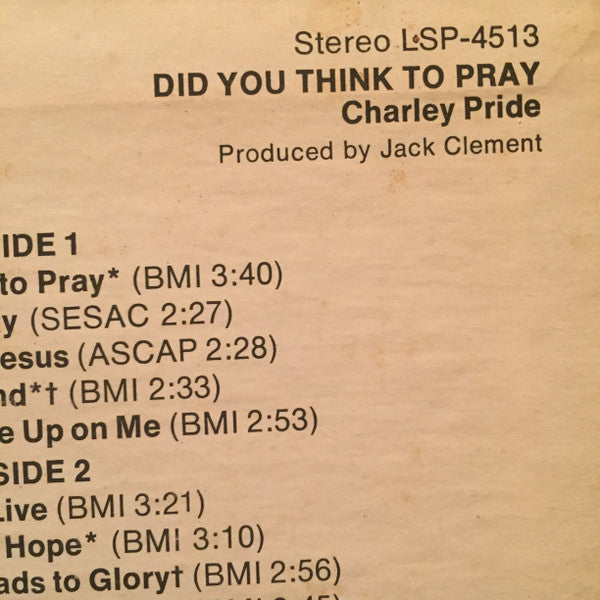 Stereo LSP-4513
DID YOU THINK TO PRAY
Charley Pride
Produced by Jack Clement
IDE 1
to Pray* (BMI 3:40)
y (SESAC 2:27)
esus (ASCAP 2:28)
nd*† (BMI 2:33)
e Up on Me (BMI 2:53)
SIDE 2
Live (BMI 3:21)
Hope* (BMI 3:10)
ads to Glory† (BMI 2:56)